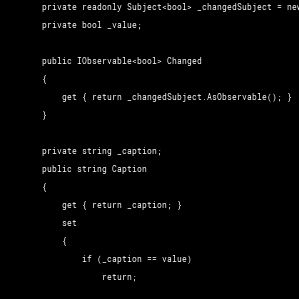 private readonly Subject<bool> _changedSubject = new
private bool _value;
public IObservable<bool> Changed
{
get { return _changedSubject.AsObservable(); }
}
private string _caption;
public string Caption
{
get { return _caption; }
set
{
if (_caption == value)
return;